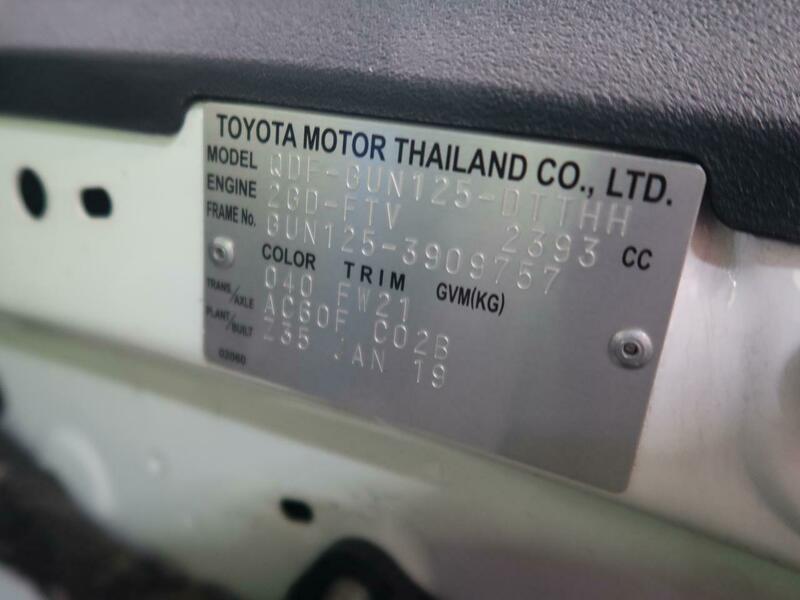 TOYOTA MOTOR THAILAND CO., LTD.
MODEL QDF-GUN125-DTTHH
ENGINE 2GD-FTV 2393 CC
FRAME No. GUN125-3909757
COLOR TRIM GVM(KG)
040 FW21
TRANS/AXLE AC60F C02B
PLANT/BUILT Z35 JAN 19
02060